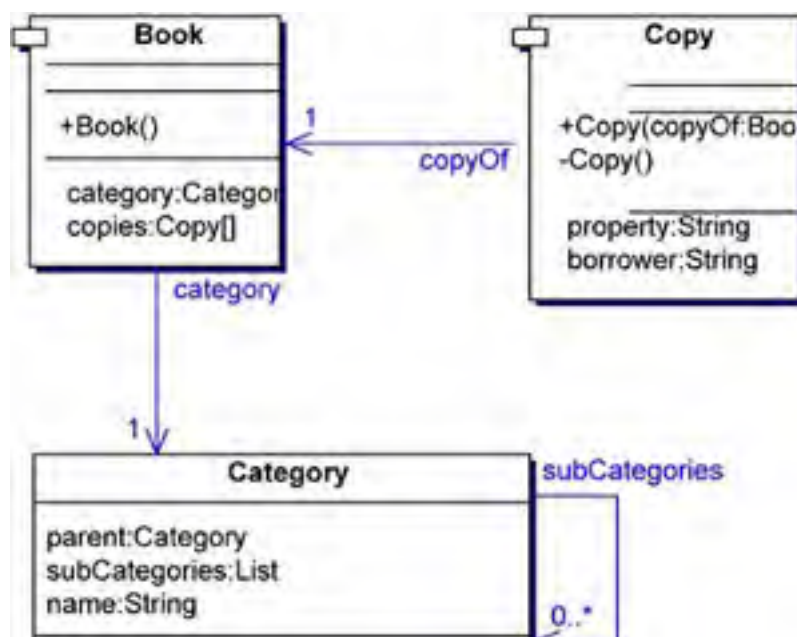 Book
+Book()
category:Categor
copies:Copy[]
1
copyOf
Copy
+Copy(copyOf:Boo
-Copy()
property:String
borrower:String
category
1
Category
parent:Category
subCategories:List
name:String
subCategories
0..*